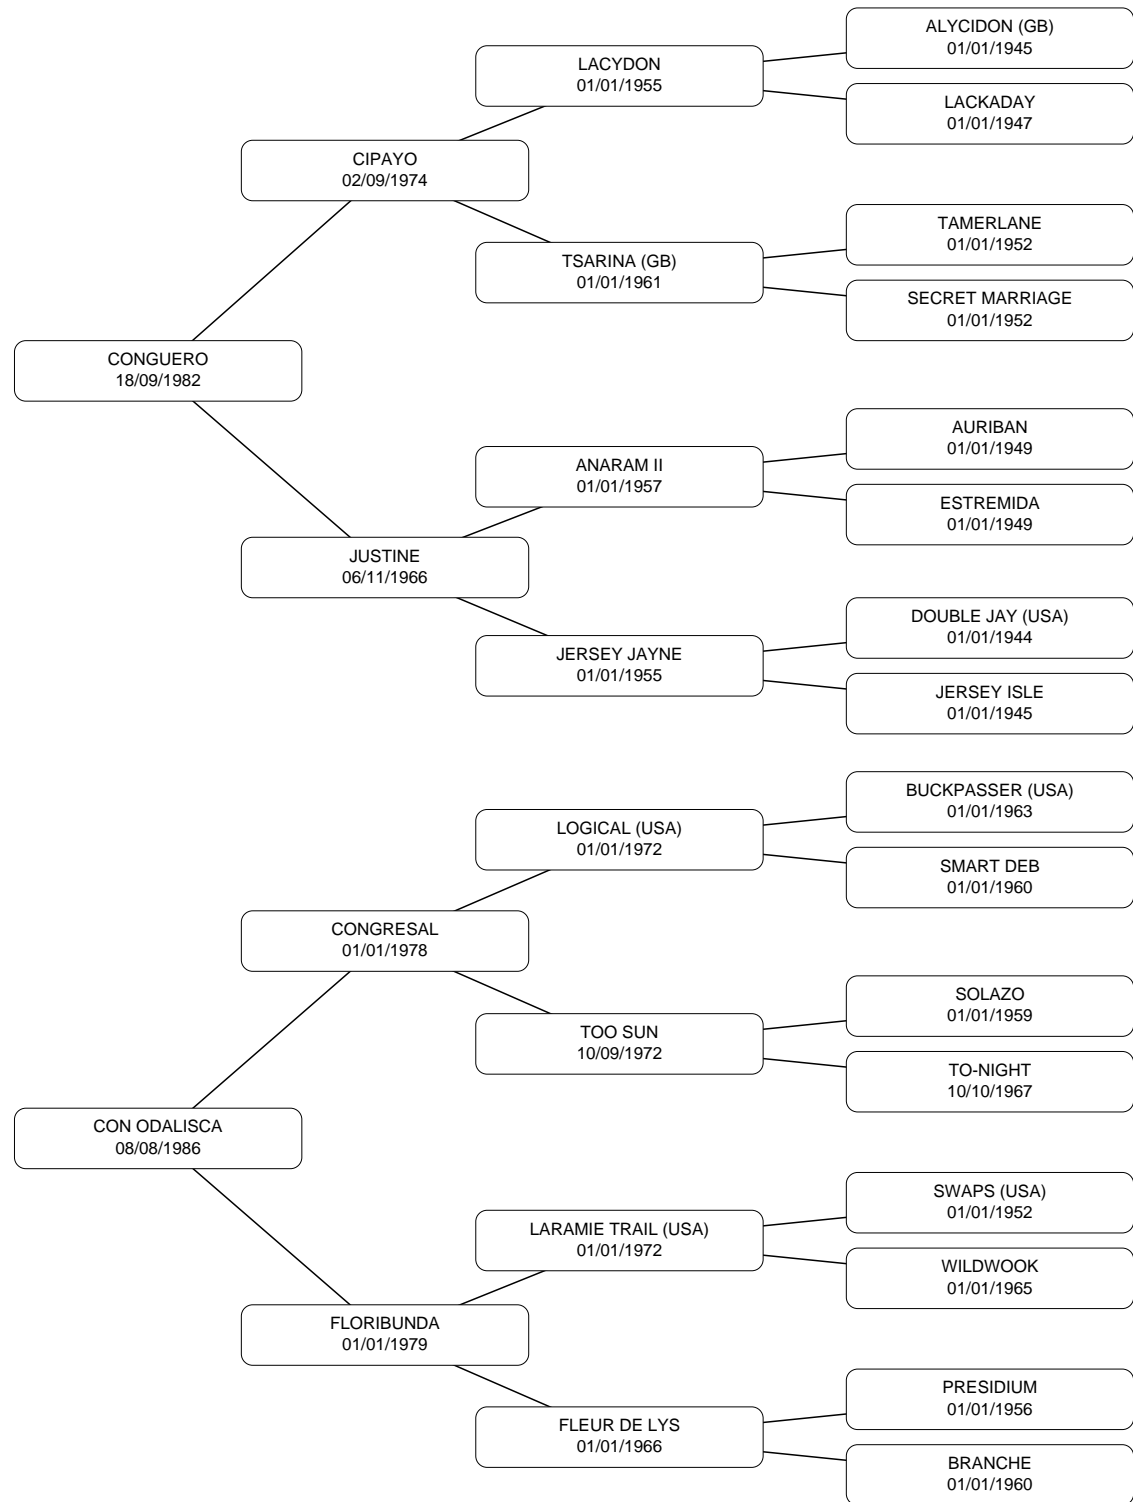 ALYCIDON (GB)
01/01/1945
LACYDON
01/01/1955
LACKADAY
01/01/1947
CIPAYO
02/09/1974
TAMERLANE
01/01/1952
TSARINA (GB)
01/01/1961
SECRET MARRIAGE
01/01/1952
CONGUERO
18/09/1982
AURIBAN
01/01/1949
ANARAM II
01/01/1957
ESTREMIDA
01/01/1949
JUSTINE
06/11/1966
DOUBLE JAY (USA)
01/01/1944
JERSEY JAYNE
01/01/1955
JERSEY ISLE
01/01/1945
BUCKPASSER (USA)
01/01/1963
LOGICAL (USA)
01/01/1972
SMART DEB
01/01/1960
CONGRESAL
01/01/1978
SOLAZO
01/01/1959
TOO SUN
10/09/1972
TO-NIGHT
10/10/1967
CON ODALISCA
08/08/1986
SWAPS (USA)
01/01/1952
LARAMIE TRAIL (USA)
01/01/1972
WILDWOOK
01/01/1965
FLORIBUNDA
01/01/1979
PRESIDIUM
01/01/1956
FLEUR DE LYS
01/01/1966
BRANCHE
01/01/1960